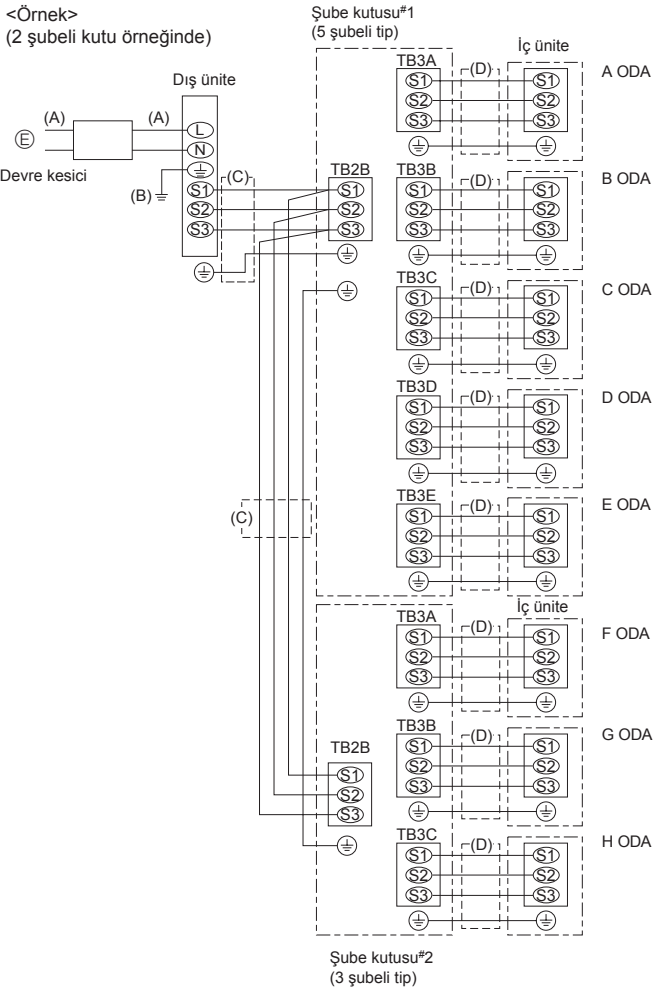 <Örnek>
(2 şubeli kutu örneğinde)
Şube kutusu#1
(5 şubeli tip)
İç ünite
Dış ünite
(A)
(A)
E
Devre kesici
(B)
L
N
S1
S2
S3
(C)
TB2B
S1
S2
S3
TB3A
S1
S2
S3
(D)
S1
S2
S3
A ODA
TB3B
S1
S2
S3
(D)
S1
S2
S3
B ODA
TB3C
S1
S2
S3
(D)
S1
S2
S3
C ODA
TB3D
S1
S2
S3
(D)
S1
S2
S3
D ODA
TB3E
S1
S2
S3
(D)
S1
S2
S3
E ODA
(C)
İç ünite
TB3A
S1
S2
S3
(D)
S1
S2
S3
F ODA
TB2B
S1
S2
S3
TB3B
S1
S2
S3
(D)
S1
S2
S3
G ODA
TB3C
S1
S2
S3
(D)
S1
S2
S3
H ODA
Şube kutusu#2
(3 şubeli tip)